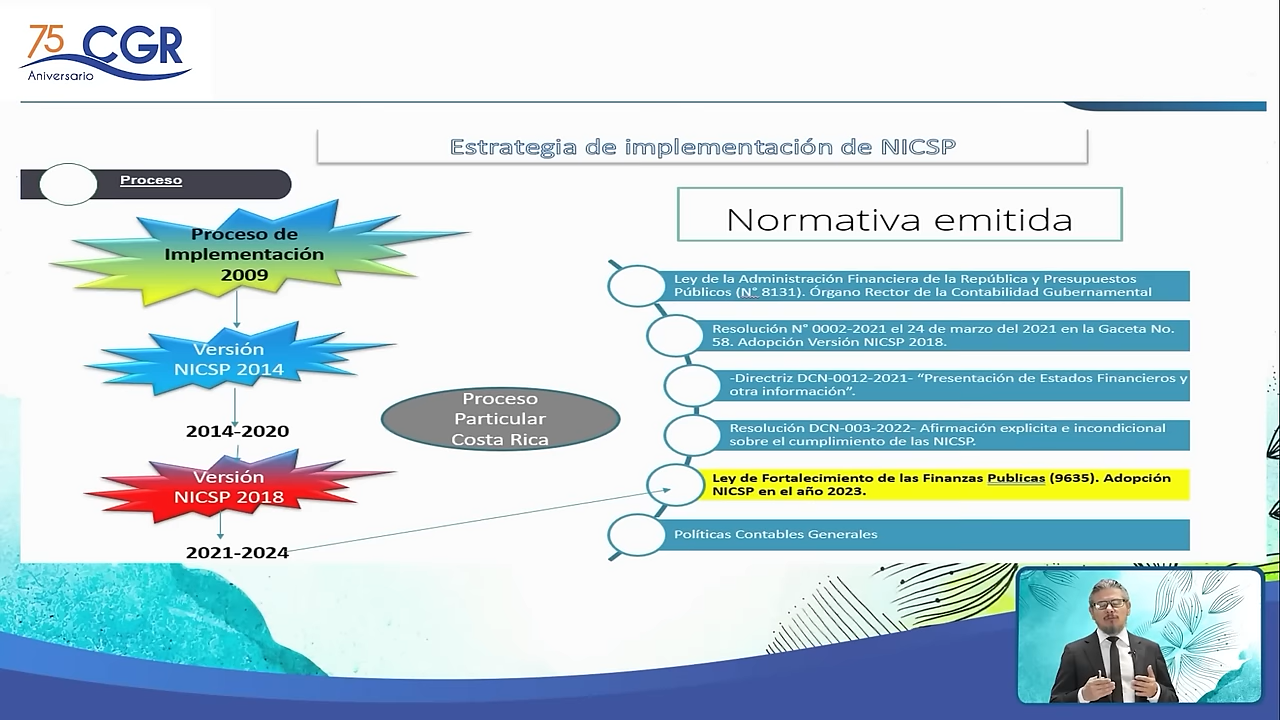 75 CGR
Aniversario
Estrategia de implementación de NICSP
Proceso
Proceso de
Implementación
2009
Versión
NICSP 2014
2014-2020
Versión
NICSP 2018
2021-2024
Proceso
Particular
Costa Rica
Normativa emitida
Ley de la Administración Financiera de la República y Presupuestos
Públicos (N° 8131). Órgano Rector de la Contabilidad Gubernamental
Resolución N° 0002-2021 el 24 de marzo del 2021 en la Gaceta No.
58. Adopción Versión NICSP 2018.
-Directriz DCN-0012-2021- “Presentación de Estados Financieros y
otra información”.
Resolución DCN-003-2022- Afirmación explicita e incondicional
sobre el cumplimiento de las NICSP.
Ley de Fortalecimiento de las Finanzas Publicas (9635). Adopción
NICSP en el año 2023.
Políticas Contables Generales